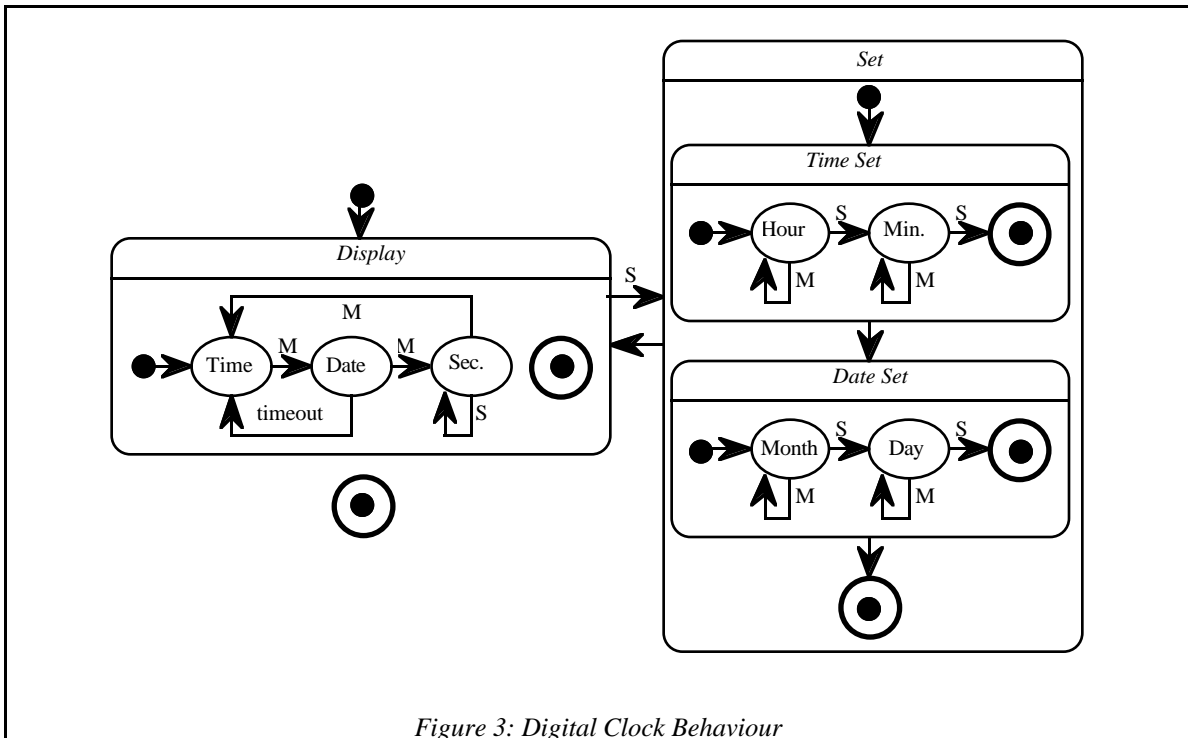 Set
Time Set
S
S
Hour
Min.
M
M
Display
S
M
M
M
Time
Date
Sec.
timeout
S
Date Set
S
S
Month
Day
M
M
Figure 3: Digital Clock Behaviour